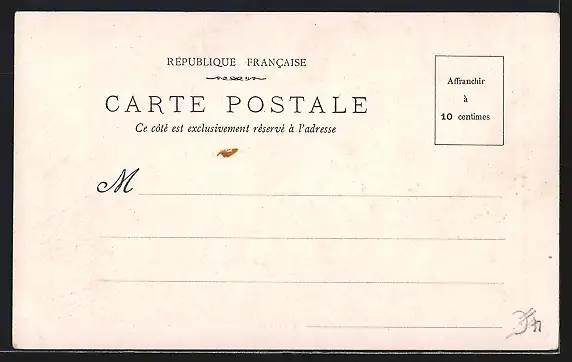 RÉPUBLIQUE FRANÇAISE
CARTE POSTALE
Ce côté est exclusivement réservé à l'adresse
Affranchir
à
10 centimes
M